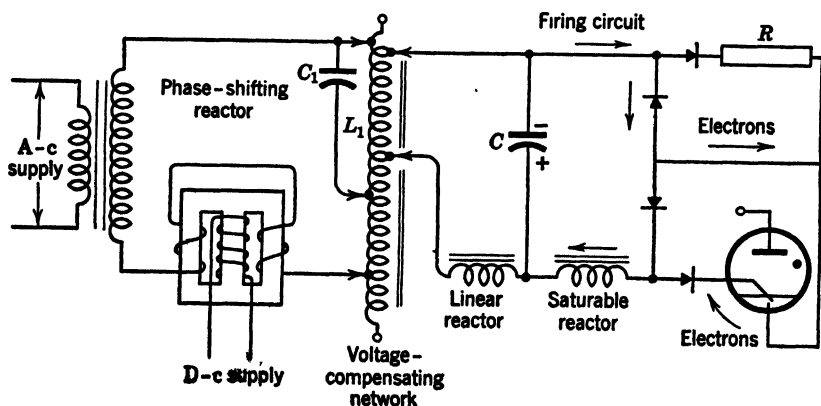 Firing circuit
R
C1
Phase-shifting
reactor
L1
C
−
+
Electrons
A-c
supply
Linear
reactor
Saturable
reactor
Electrons
D-c supply
Voltage-
compensating
network